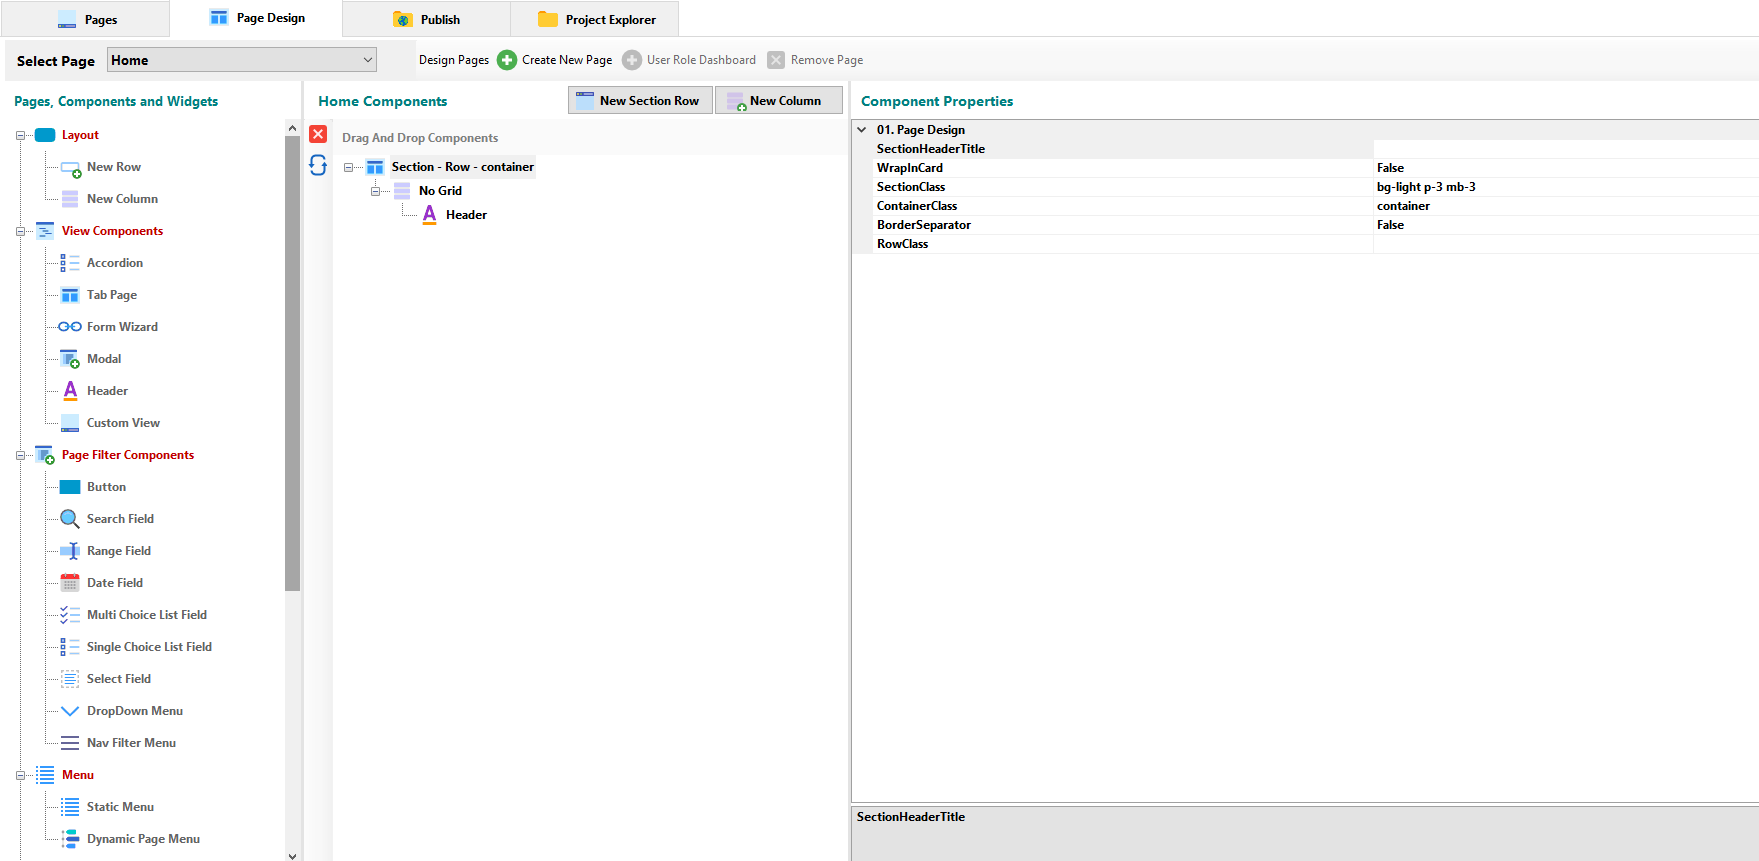 Pages
Page Design
Publish
Project Explorer
Select Page
Home
Design Pages
Create New Page
User Role Dashboard
Remove Page
Pages, Components and Widgets
Layout
New Row
New Column
View Components
Accordion
Tab Page
Form Wizard
Modal
Header
Custom View
Page Filter Components
Button
Search Field
Range Field
Date Field
Multi Choice List Field
Single Choice List Field
Select Field
DropDown Menu
Nav Filter Menu
Menu
Static Menu
Dynamic Page Menu
Home Components
New Section Row
New Column
Drag And Drop Components
Section - Row - container
No Grid
Header
Component Properties
01. Page Design
SectionHeaderTitle
WrapInCard False
SectionClass bg-light p-3 mb-3
ContainerClass container
BorderSeparator False
RowClass
SectionHeaderTitle